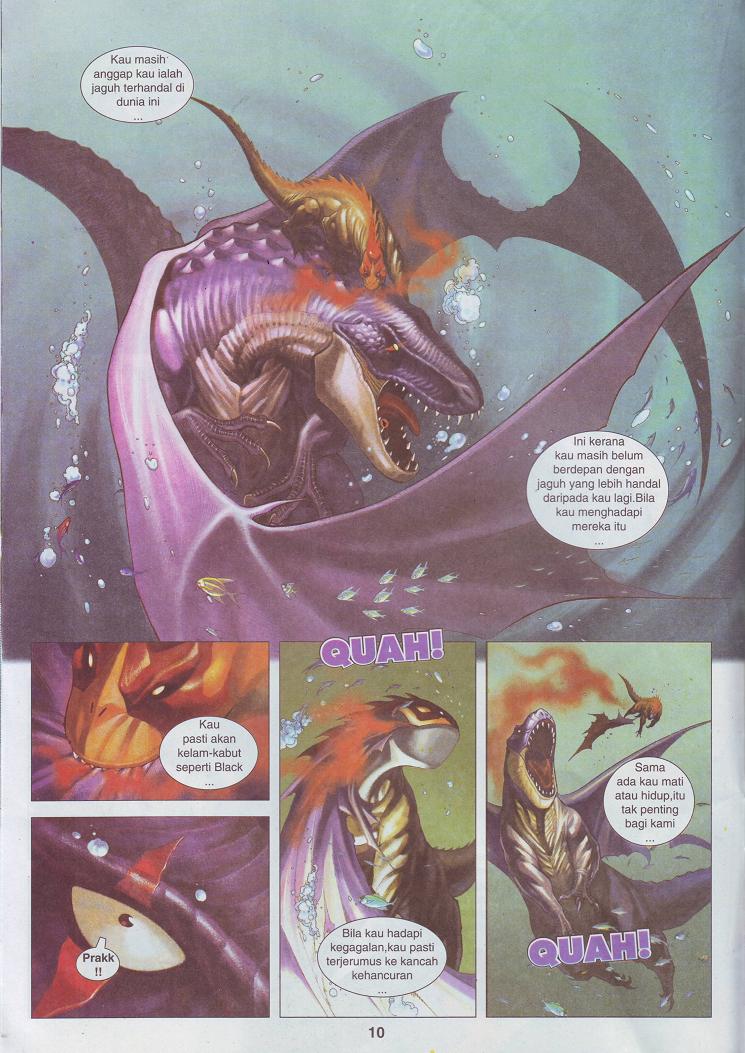 Kau masih
anggap kau ialah
jaguh terhandal di
dunia ini
...
Ini kerana
kau masih belum
berdepan dengan
jaguh yang lebih handal
daripada kau lagi.Bila
kau menghadapi
mereka itu
...
Kau
pasti akan
kelam-kabut
seperti Black
...
Prakk
!!
QUAH!
Bila kau hadapi
kegagalan,kau pasti
terjerumus ke kancah
kehancuran
...
Sama
ada kau mati
atau hidup,itu
tak penting
bagi kami
...
QUAH!
10